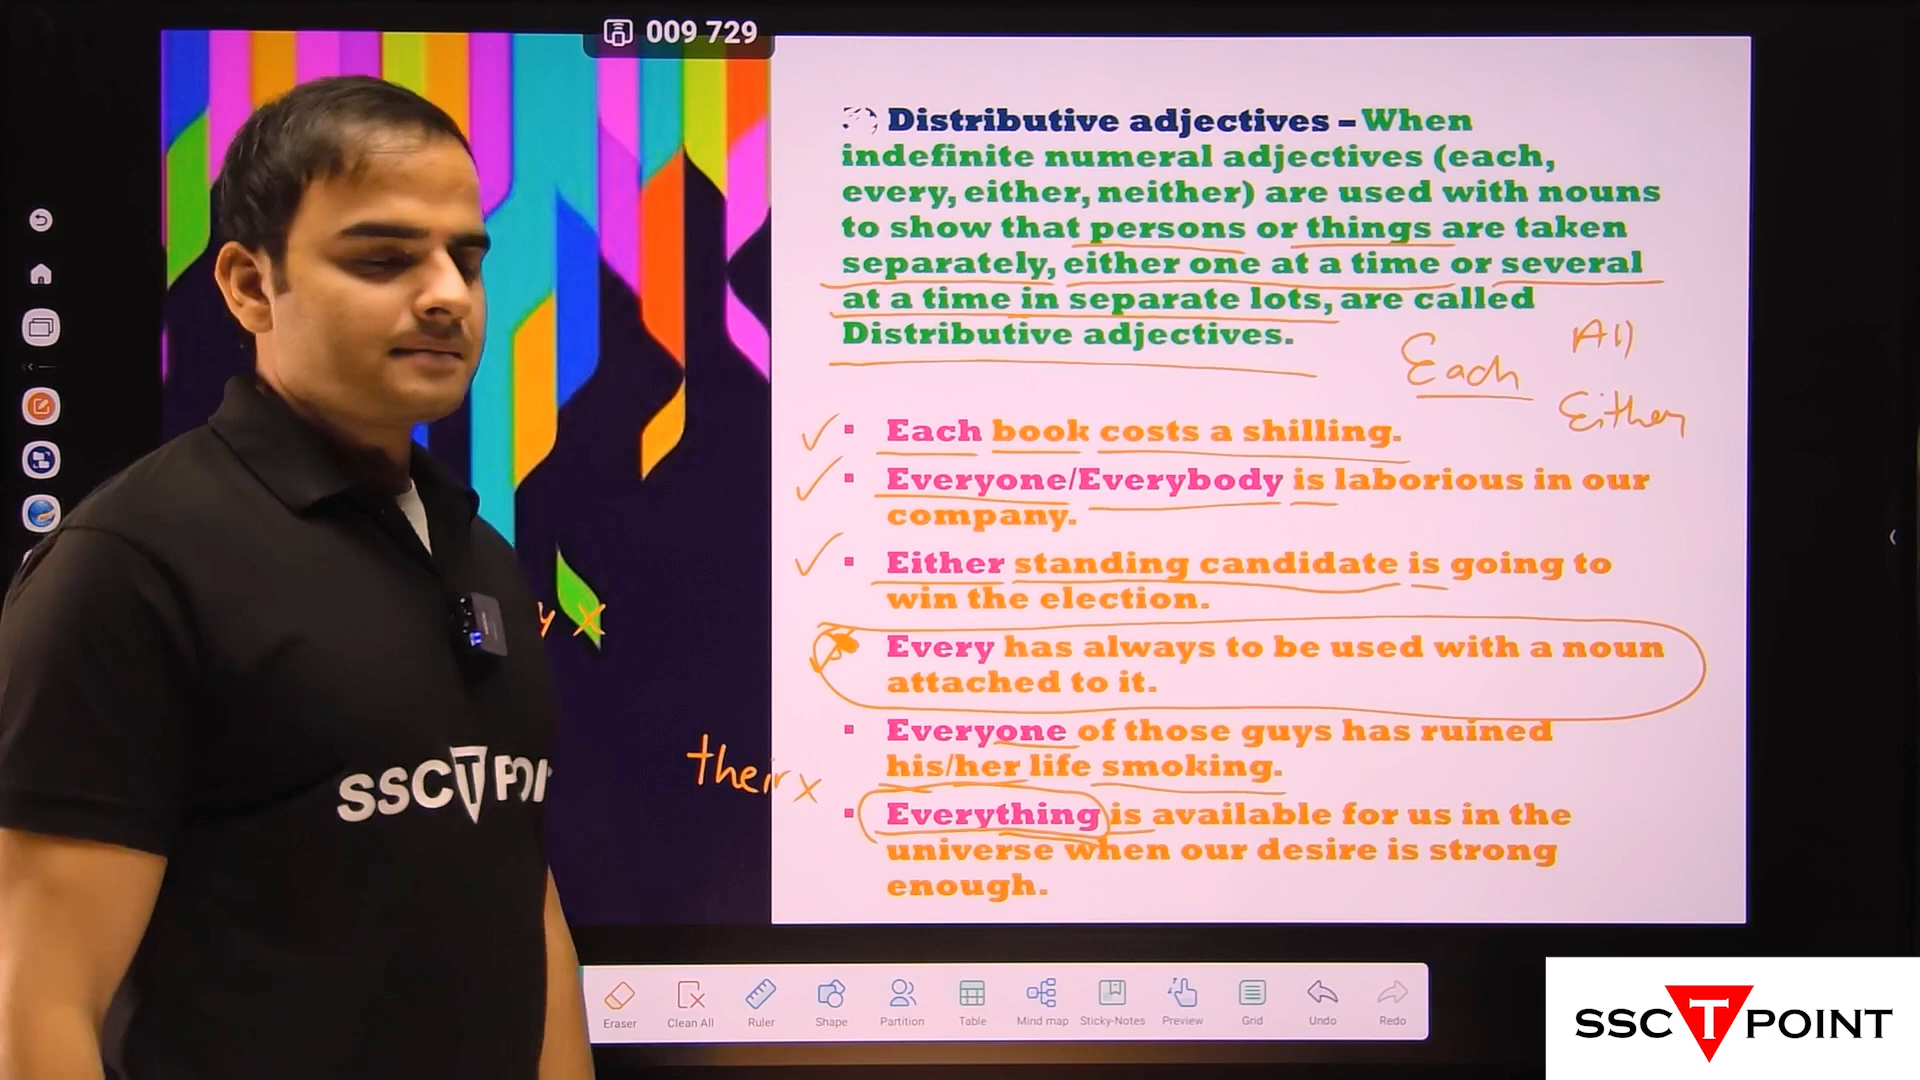 009 729
Distributive adjectives – When
indefinite numeral adjectives (each,
every, either, neither) are used with nouns
to show that persons or things are taken
separately, either one at a time or several
at a time in separate lots, are called
Distributive adjectives.
Each
All
Either
Each book costs a shilling.
Everyone/Everybody is laborious in our
company.
Either standing candidate is going to
win the election.
y x
Every has always to be used with a noun
attached to it.
Everyone of those guys has ruined
his/her life smoking.
their x
Everything is available for us in the
universe when our desire is strong
enough.
SSCTPOI
Eraser
Clean All
Ruler
Shape
Partition
Table
Mind map
Sticky-Notes
Preview
Grid
Undo
Redo
SSC T POINT